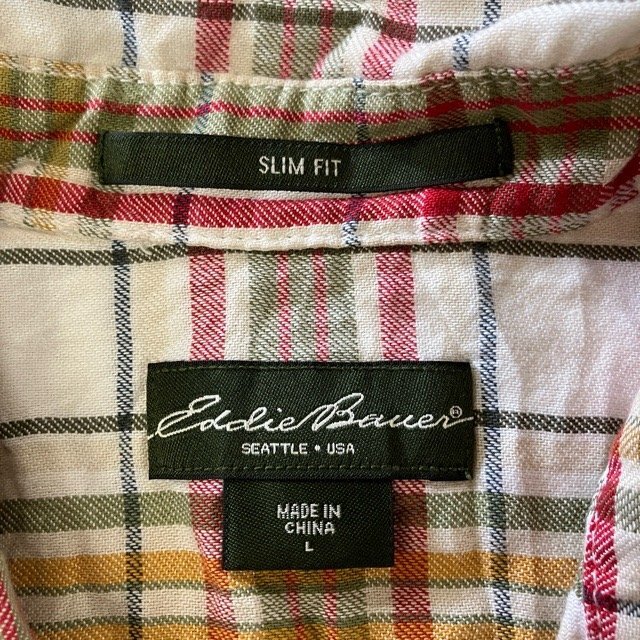 SLIM FIT
Eddie Bauer®
SEATTLE • USA
MADE IN
CHINA
L